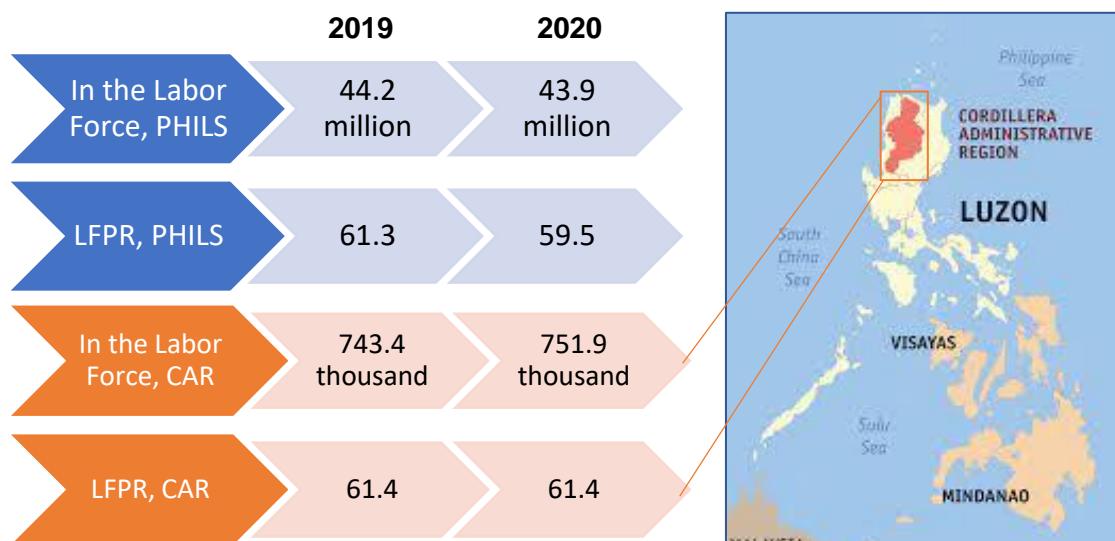 2019 2020
In the Labor
Force, PHILS
44.2
million
43.9
million
LFPR, PHILS
61.3
59.5
In the Labor
Force, CAR
743.4
thousand
751.9
thousand
LFPR, CAR
61.4
61.4
Philippine
Sea
CORDILLERA
ADMINISTRATIVE
REGION
LUZON
South
China
Sea
VISAYAS
Sulu
Sea
MINDANAO